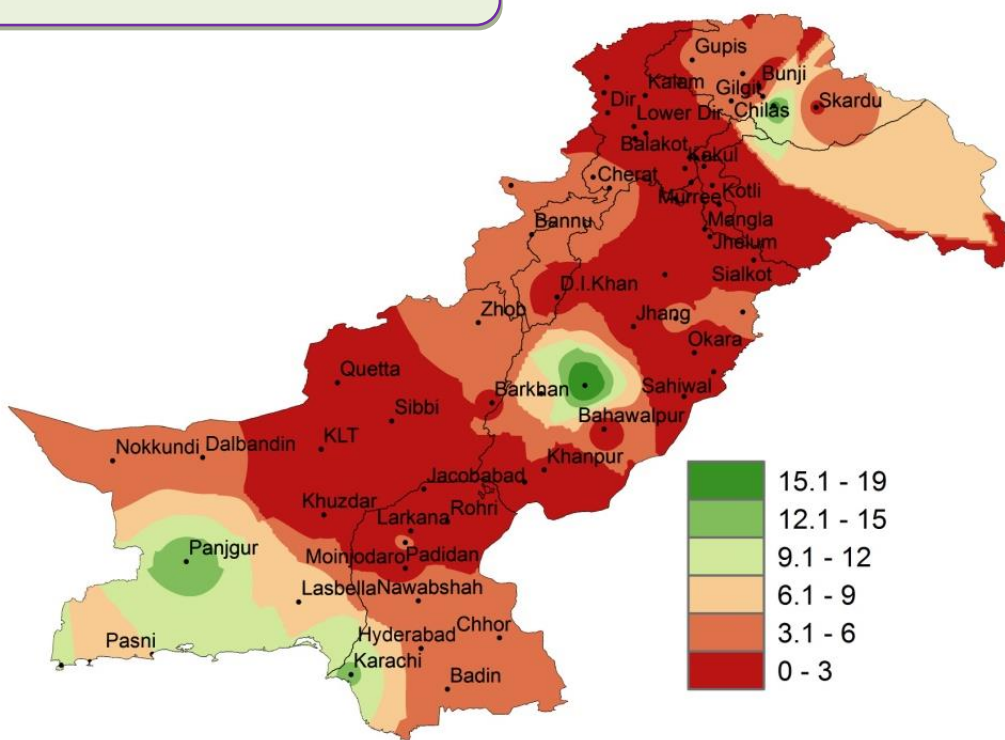 Gupis
Bunji
Kalam
Gilgit
Skardu
Dir
Chilas
Lower Dir
Balakot
Kakul
Cherat
Kotli
Murree
Bannu
Mangla
Jhelum
D.I.Khan
Sialkot
Zhob
Jhang
Okara
Quetta
Barkhan
Sahiwal
Sibbi
Bahawalpur
Nokkundi
Dalbandin
KLT
Khanpur
Jacobabad
Khuzdar
Rohri
Larkana
Panjgur
Moinjodaro
Padidan
Lasbella
Nawabshah
Pasni
Hyderabad
Chhor
Karachi
Badin
15.1 - 19
12.1 - 15
9.1 - 12
6.1 - 9
3.1 - 6
0 - 3